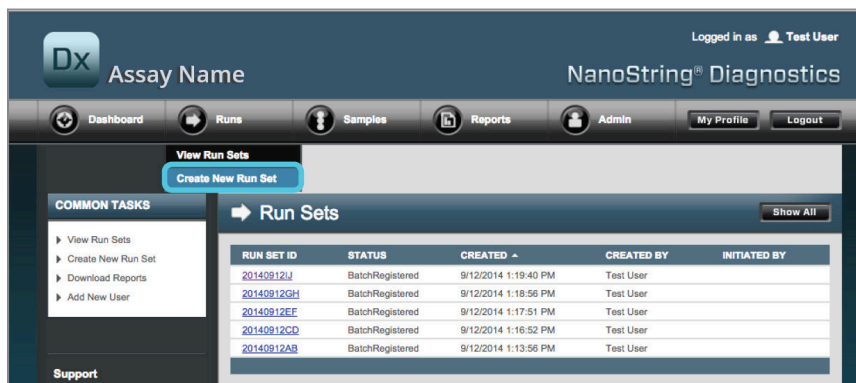 Logged in as Test User
Dx Assay Name
NanoString® Diagnostics
Dashboard Runs Samples Reports Admin My Profile Logout
View Run Sets
Create New Run Set
COMMON TASKS
View Run Sets
Create New Run Set
Download Reports
Add New User
Support
Run Sets
Show All
RUN SET ID STATUS CREATED CREATED BY INITIATED BY
20140912IJ BatchRegistered 9/12/2014 1:19:40 PM Test User
20140912GH BatchRegistered 9/12/2014 1:18:56 PM Test User
20140912EF BatchRegistered 9/12/2014 1:17:51 PM Test User
20140912CD BatchRegistered 9/12/2014 1:16:52 PM Test User
20140912AB BatchRegistered 9/12/2014 1:13:56 PM Test User